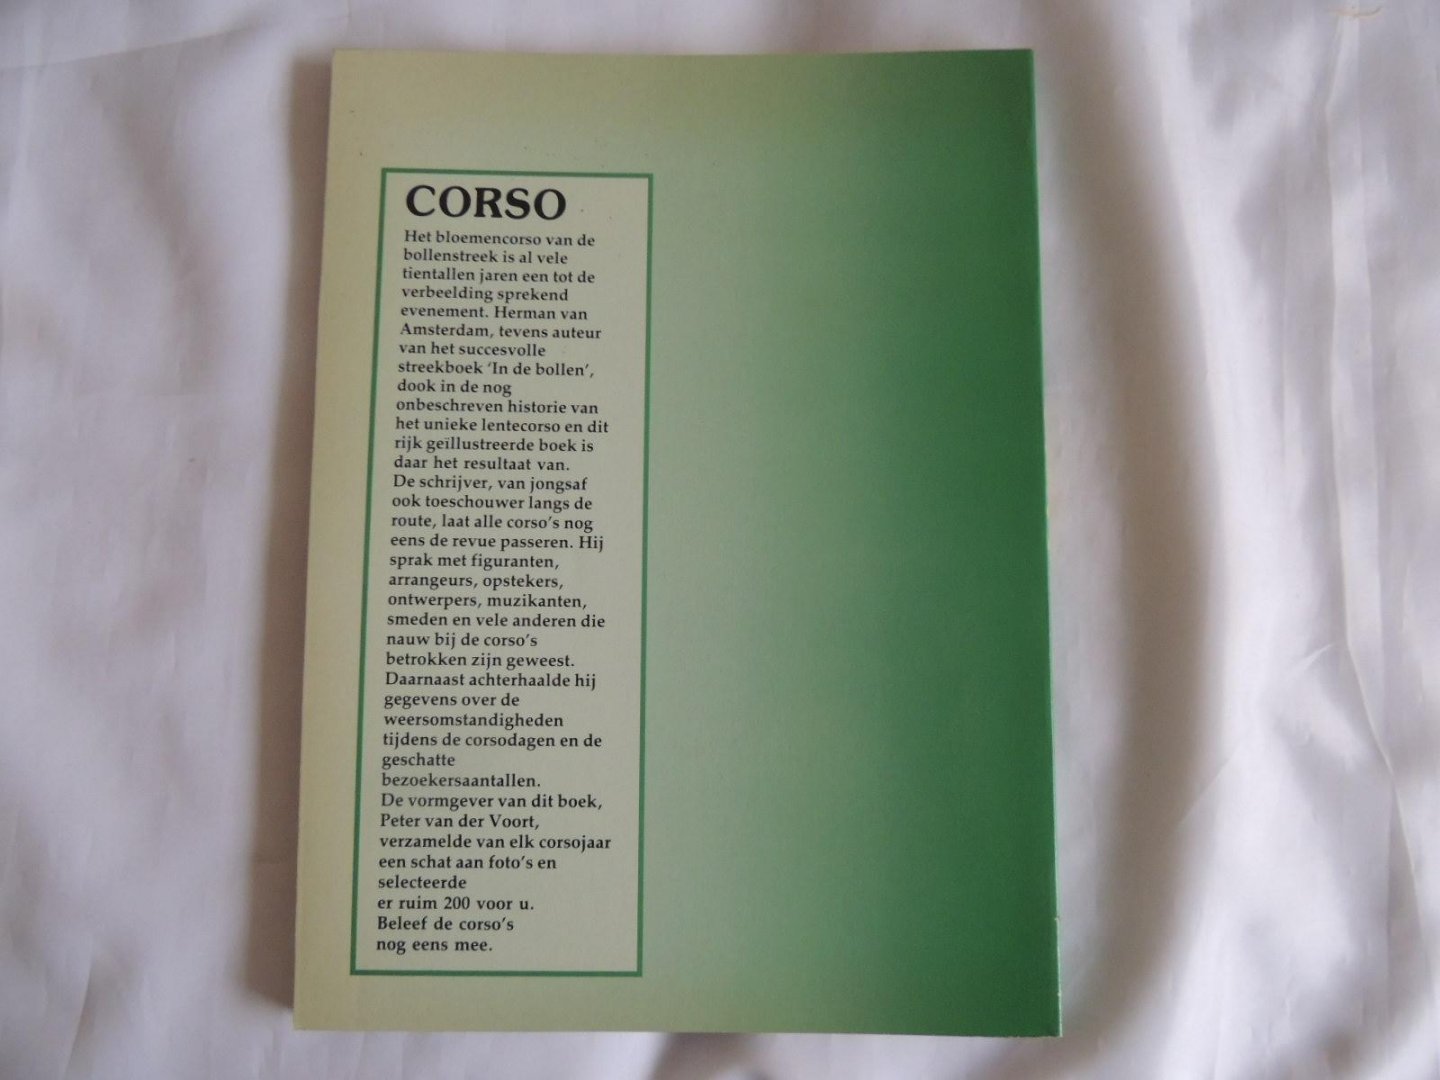 CORSO
Het bloemencorso van de
bollenstreek is al vele
tientallen jaren een tot de
verbeelding sprekend
evenement. Herman van
Amsterdam, tevens auteur
van het succesvolle
streekboek 'In de bollen',
dook in de nog
onbeschreven historie van
het unieke lentecorso en dit
rijk geïllustreerde boek is
daar het resultaat van.
De schrijver, van jongsaf
ook toeschouwer langs de
route, laat alle corso's nog
eens de revue passeren. Hij
sprak met figuranten,
arrangeurs, opstekers,
ontwerpers, muzikanten,
smeden en vele anderen die
nauw bij de corso's
betrokken zijn geweest.
Daarnaast achterhaalde hij
gegevens over de
weersomstandigheden
tijdens de corsodagen en de
geschatte
bezoekersaantallen.
De vormgever van dit boek,
Peter van der Voort,
verzamelde van elk corsojaar
een schat aan foto's en
selecteerde
er ruim 200 voor u.
Beleef de corso's
nog eens mee.